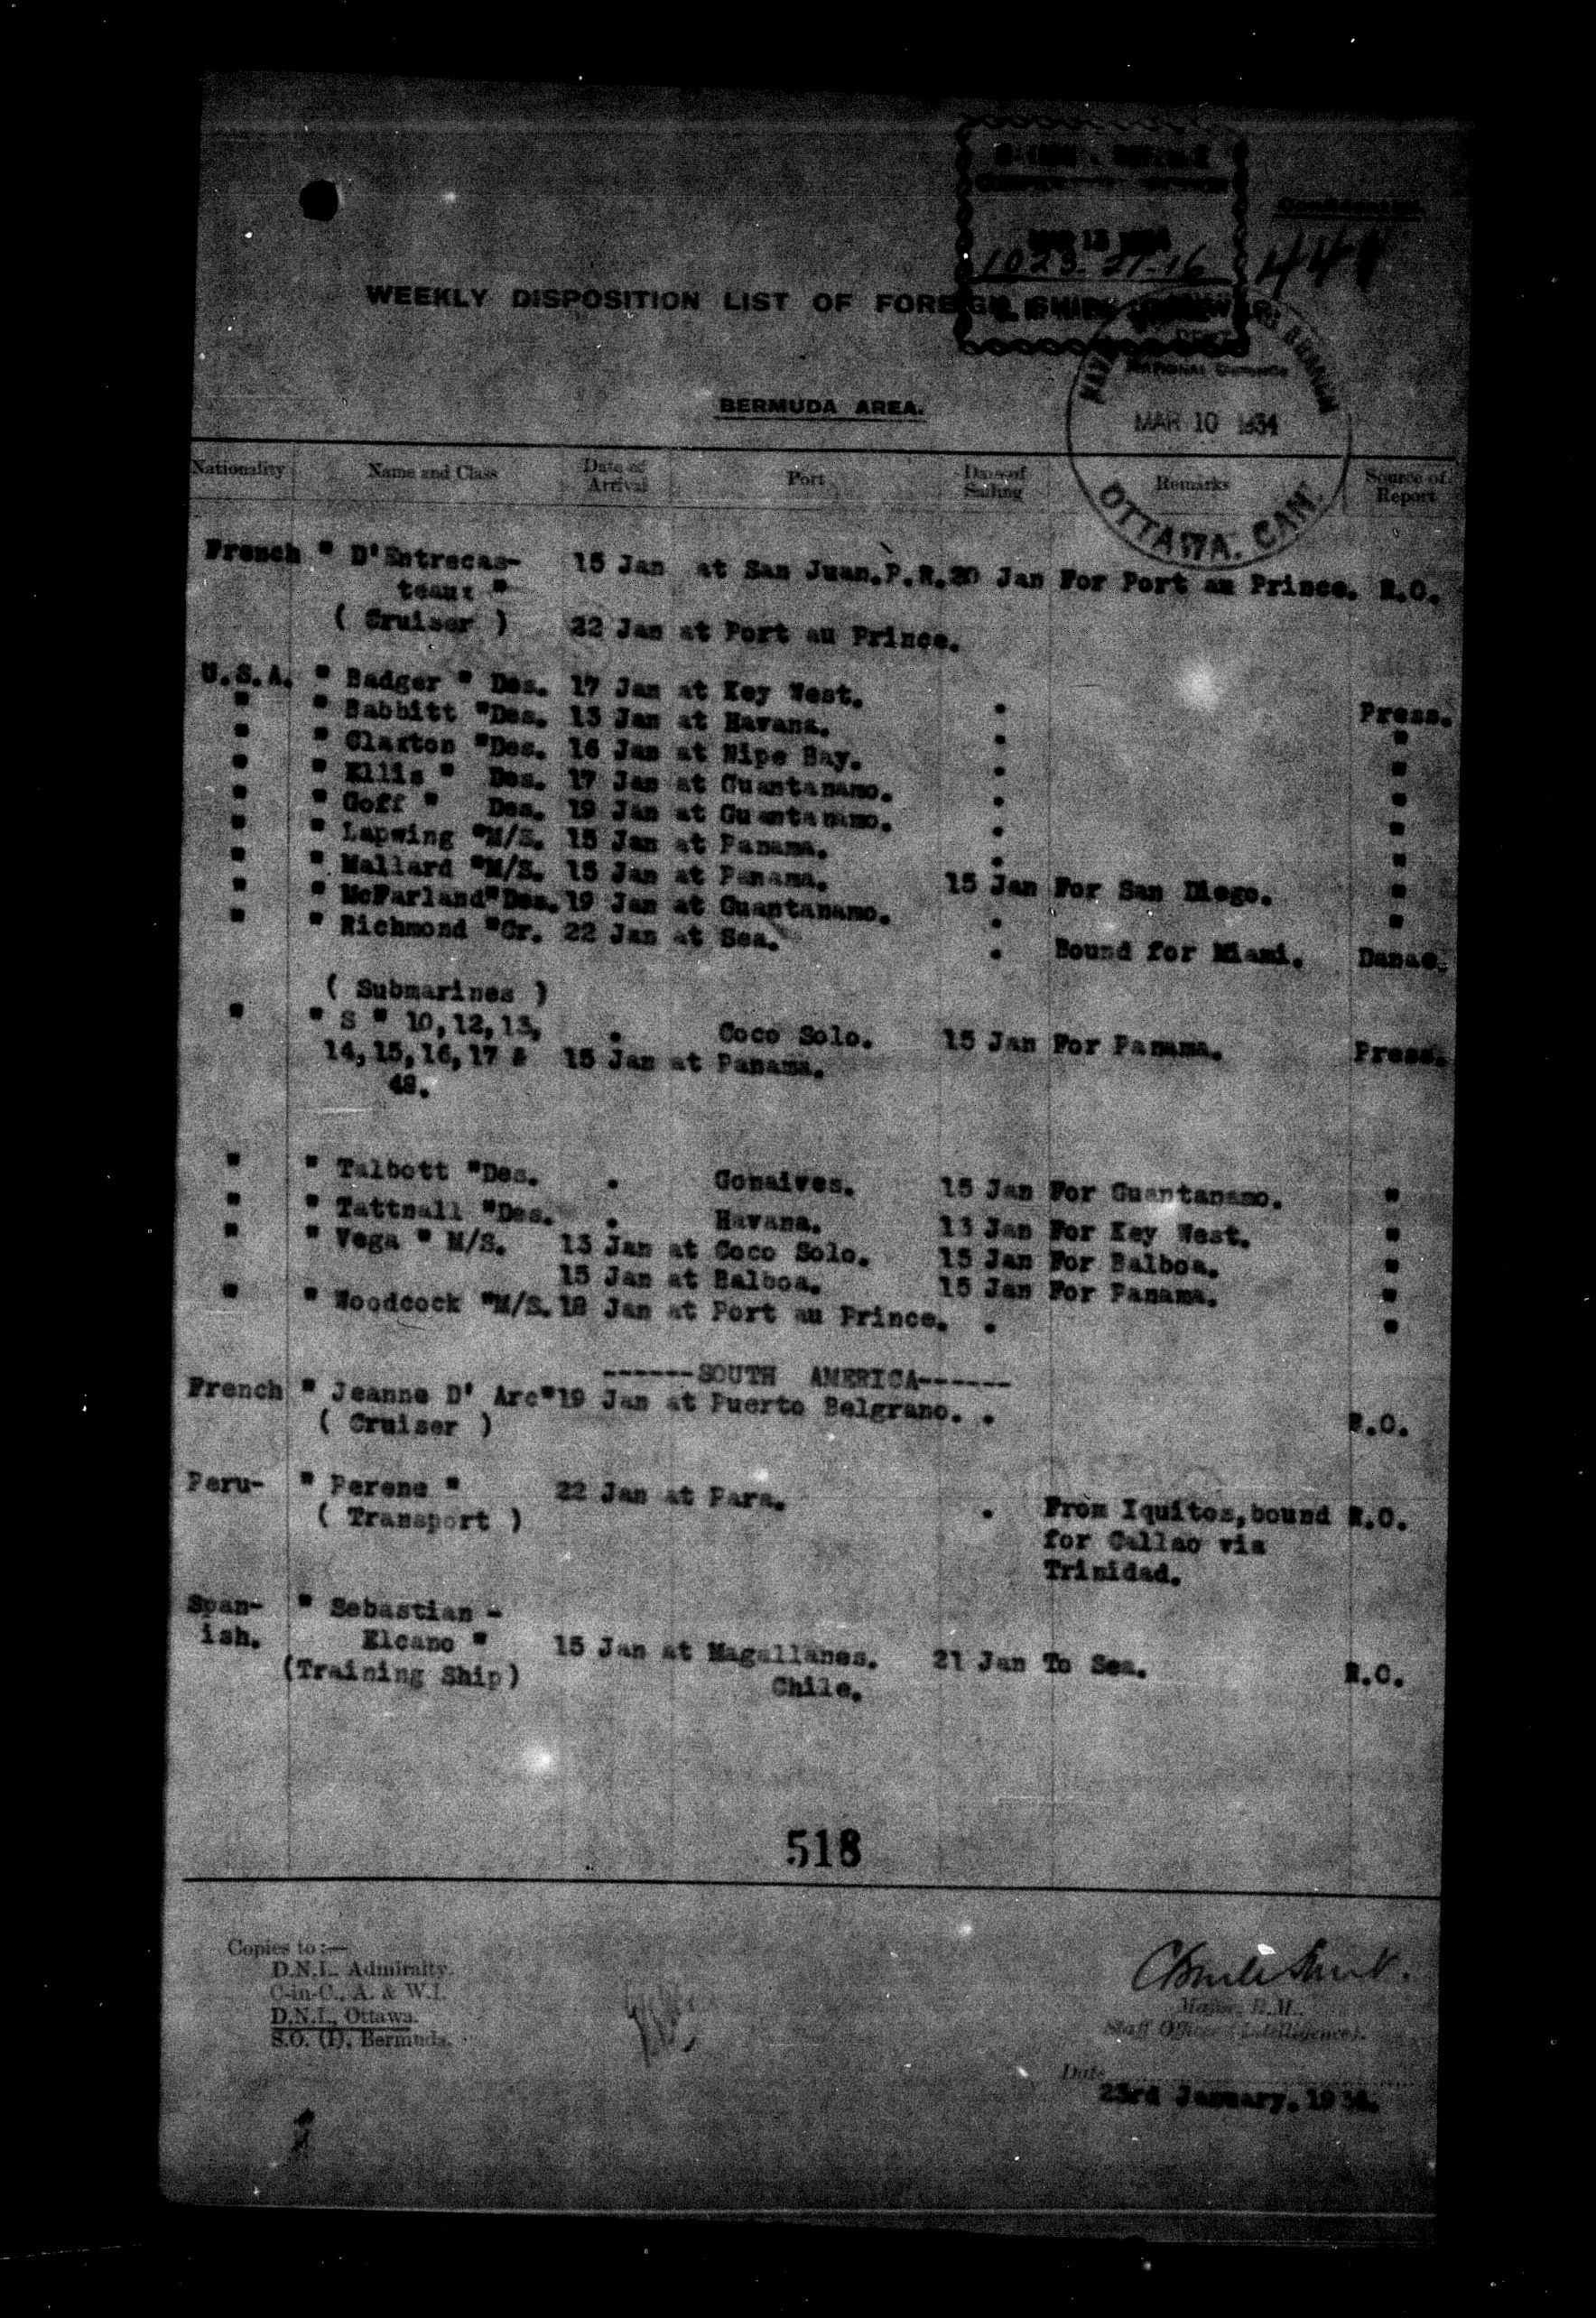 Confidential
MAR 13 1934
1023-21-16 441
WEEKLY DISPOSITION LIST OF FOREIGN SHIPS
NATIONAL
BERMUDA AREA.
MAR 10 1934
OTTAWA. CAN.
Nationality Name and Class Date of Arrival Port Date of Sailing Remarks Source of Report
French " D'Entrecas- 15 Jan at San Juan.P.R. 20 Jan For Port au Prince. R.O.
teaux "
( Cruiser ) 22 Jan at Port au Prince.
U.S.A. " Badger " Des. 17 Jan at Key West. . Press.
" " Babbitt "Des. 13 Jan at Havana. . "
" " Claxton "Des. 16 Jan at Nipe Bay. . "
" " Ellis " Des. 17 Jan at Guantanamo. . "
" " Goff " Des. 19 Jan at Guantanamo. . "
" " Lapwing "M/S. 15 Jan at Panama. . "
" " Mallard "M/S. 15 Jan at Panama. 15 Jan For San Diego. "
" " McFarland"Des. 19 Jan at Guantanamo. . "
" " Richmond "Cr. 22 Jan at Sea. . Bound for Miami. Danae.
( Submarines )
" " S " 10,12,13, . Coco Solo. 15 Jan For Panama. Press.
14,15,16,17 & 15 Jan at Panama.
48.
" " Talbott "Des. . Gonaives. 15 Jan For Guantanamo. "
" " Tattnall "Des. . Havana. 13 Jan For Key West. "
" " Vega " M/S. 13 Jan at Coco Solo. 15 Jan For Balboa. "
15 Jan at Balboa. 15 Jan For Panama. "
" " Woodcock "M/S. 18 Jan at Port au Prince. . "
------SOUTH AMERICA------
French " Jeanne D' Arc" 19 Jan at Puerto Belgrano. . R.O.
( Cruiser )
Peru- " Perene " 22 Jan at Para. . From Iquitos, bound R.O.
( Transport ) for Callao via
Trinidad.
Span- " Sebastian -
ish. Elcano " 15 Jan at Magallanes. 21 Jan To Sea. R.O.
(Training Ship) Chile.
518
Copies to :—
D.N.I., Admiralty.
C-in-C., A. & W.I.
D.N.I., Ottawa.
S.O. (I), Bermuda.
Major, R.M.,
Staff Officer (Intelligence).
Date
23rd January. 1934.